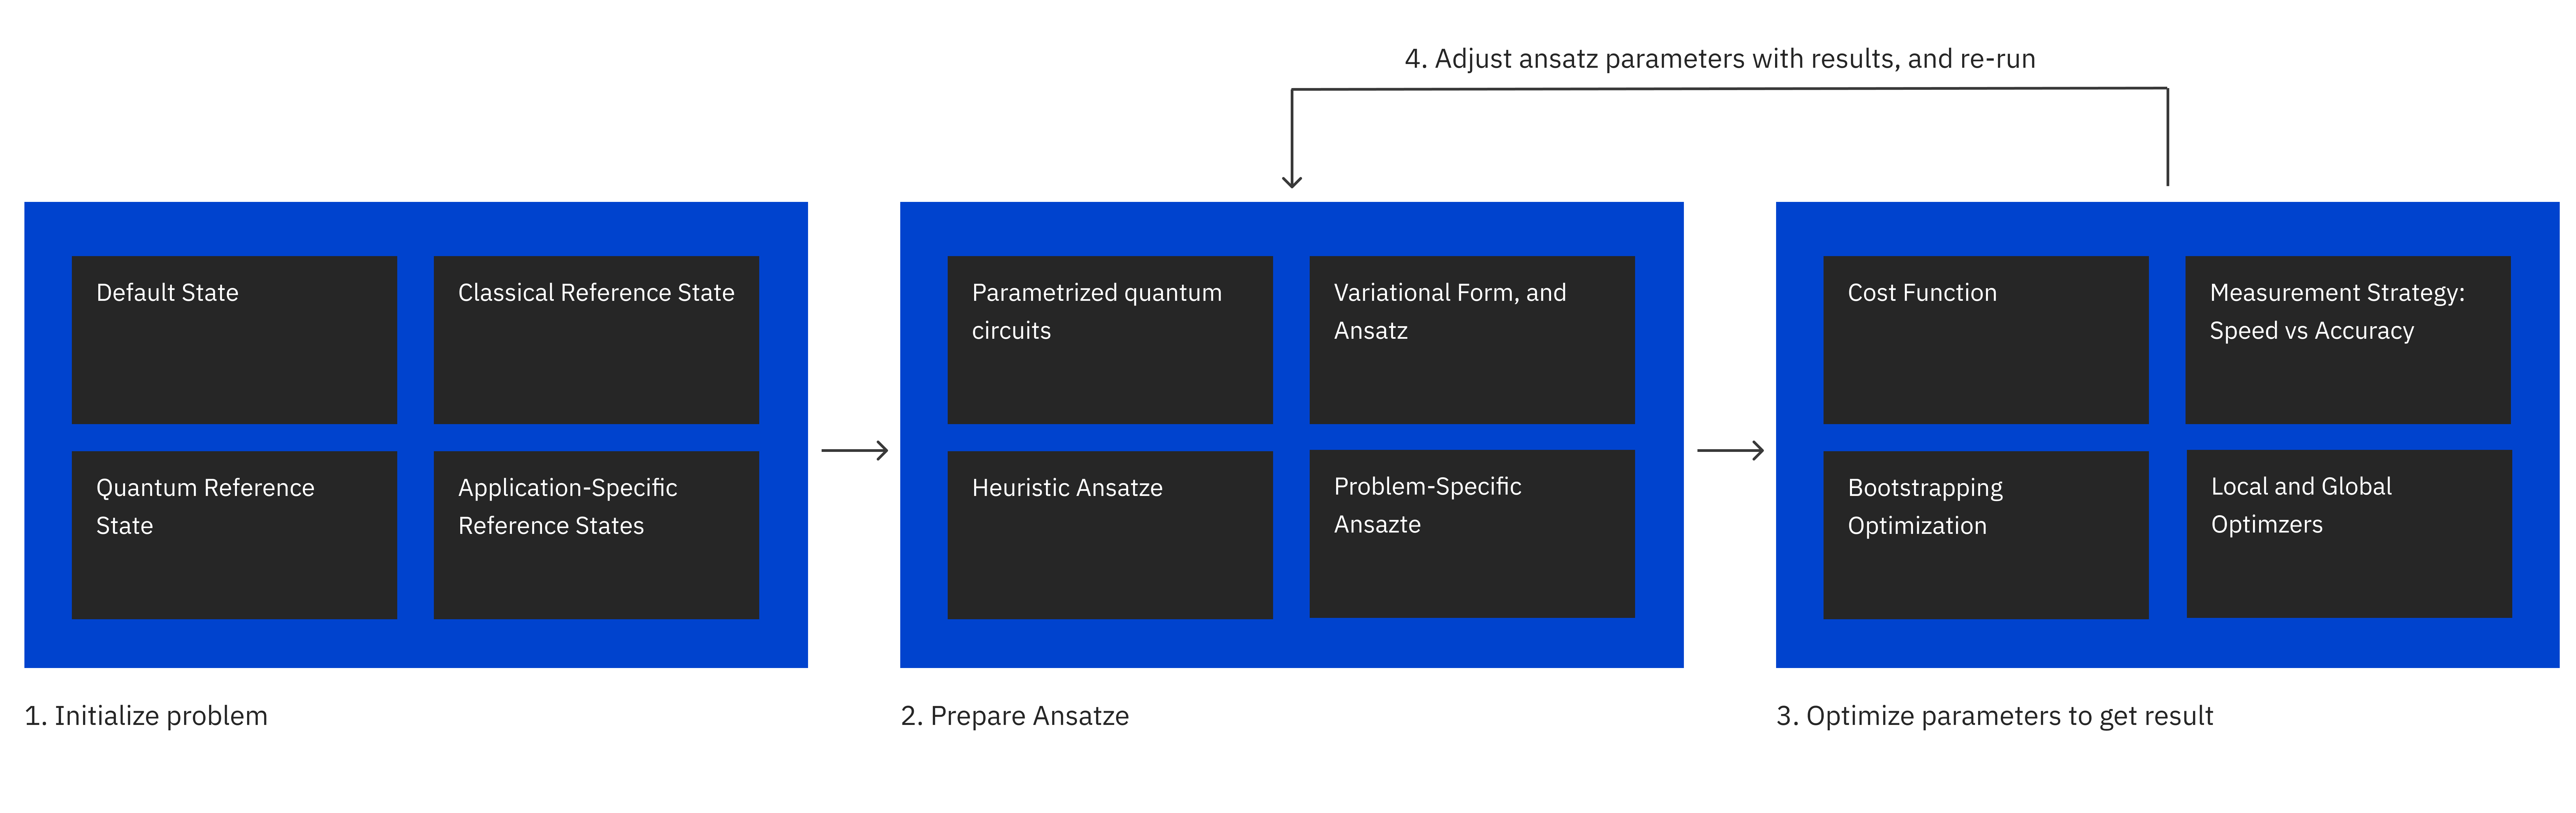 4. Adjust ansatz parameters with results, and re-run
Default State
Classical Reference State
Quantum Reference
State
Application-Specific
Reference States
1. Initialize problem
Parametrized quantum
circuits
Variational Form, and
Ansatz
Heuristic Ansatze
Problem-Specific
Ansazte
2. Prepare Ansatze
Cost Function
Measurement Strategy:
Speed vs Accuracy
Bootstrapping
Optimization
Local and Global
Optimzers
3. Optimize parameters to get result